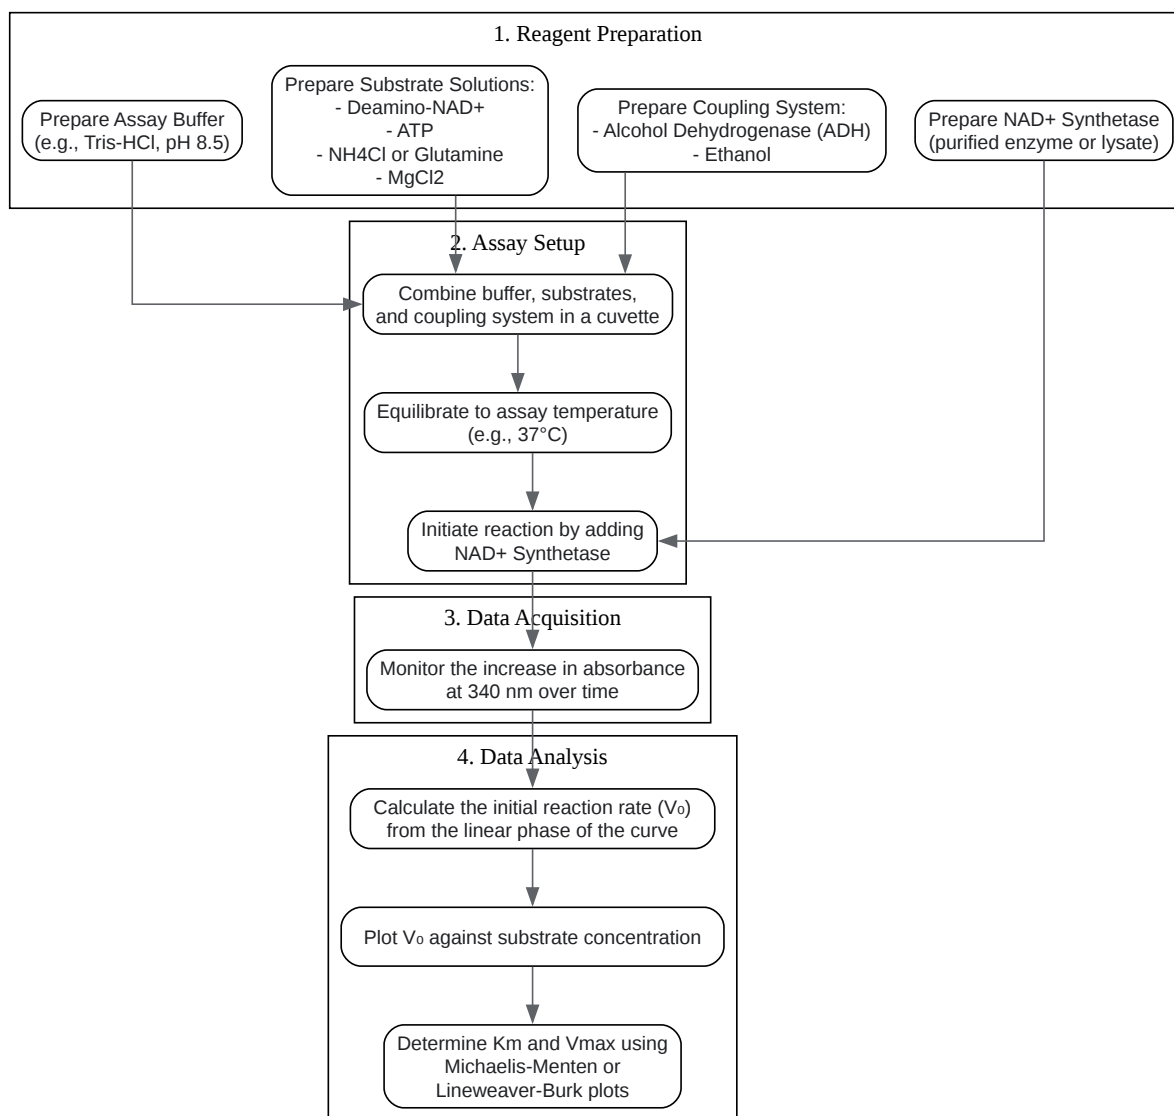 1. Reagent Preparation
Prepare Assay Buffer
(e.g., Tris-HCl, pH 8.5)
Prepare Substrate Solutions:
- Deamino-NAD+
- ATP
- NH4Cl or Glutamine
- MgCl2
Prepare Coupling System:
- Alcohol Dehydrogenase (ADH)
- Ethanol
Prepare NAD+ Synthetase
(purified enzyme or lysate)
2. Assay Setup
Combine buffer, substrates,
and coupling system in a cuvette
Equilibrate to assay temperature
(e.g., 37°C)
Initiate reaction by adding
NAD+ Synthetase
3. Data Acquisition
Monitor the increase in absorbance
at 340 nm over time
4. Data Analysis
Calculate the initial reaction rate (V₀)
from the linear phase of the curve
Plot V₀ against substrate concentration
Determine Km and Vmax using
Michaelis-Menten or
Lineweaver-Burk plots